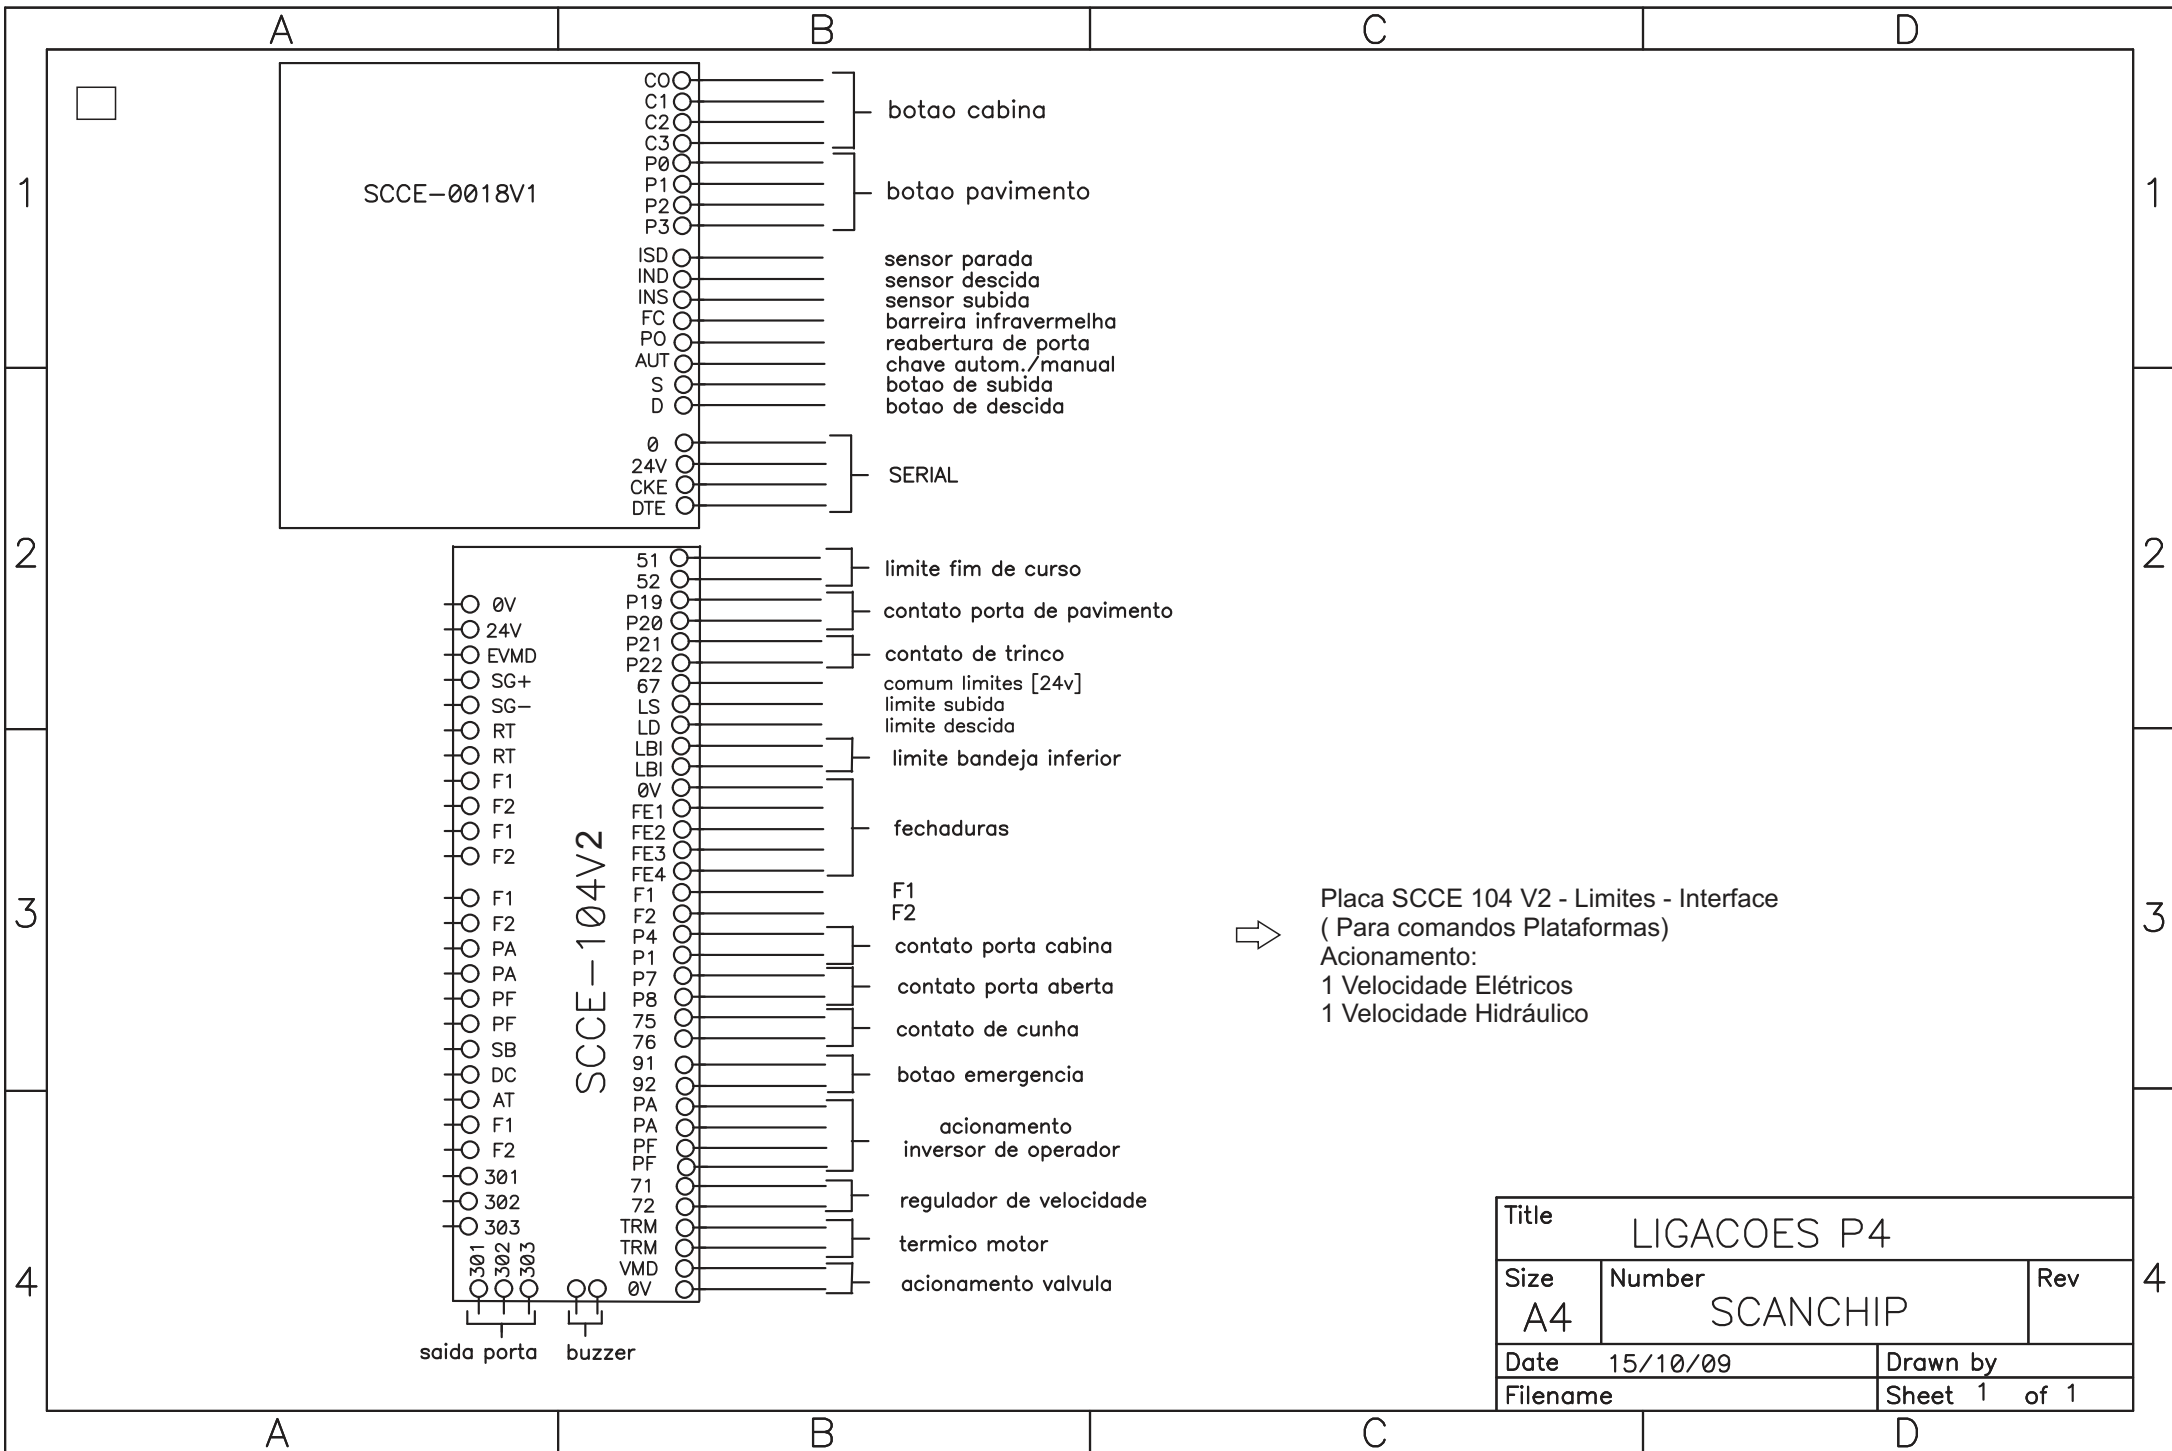 A B C D
1 1
2 2
3 3
4 4
A B C D
SCCE-0018V1
CO
C1
C2
C3
botao cabina
P0
P1
P2
P3
botao pavimento
ISD sensor parada
IND sensor descida
INS sensor subida
FC barreira infravermelha
PO reabertura de porta
AUT chave autom./manual
S botao de subida
D botao de descida
0
24V
CKE
DTE
SERIAL
SCCE-104V2
0V
24V
EVMD
SG+
SG-
RT
RT
F1
F2
F1
F2
F1
F2
PA
PA
PF
PF
SB
DC
AT
F1
F2
301
302
303
301 302 303
saida porta buzzer
51
52
limite fim de curso
P19
P20
contato porta de pavimento
P21
P22
contato de trinco
67 comum limites [24v]
LS limite subida
LD limite descida
LBI
LBI
limite bandeja inferior
0V
FE1
FE2
FE3
FE4
fechaduras
F1 F1
F2 F2
P4
P1
contato porta cabina
P7
P8
contato porta aberta
75
76
contato de cunha
91
92
botao emergencia
PA
PA
PF
PF
acionamento
inversor de operador
71
72
regulador de velocidade
TRM
TRM
termico motor
VMD
0V
acionamento valvula
Placa SCCE 104 V2 - Limites - Interface
( Para comandos Plataformas)
Acionamento:
1 Velocidade Elétricos
1 Velocidade Hidráulico
Title
LIGACOES P4
Size Number Rev
A4 SCANCHIP
Date 15/10/09 Drawn by
Filename Sheet 1 of 1